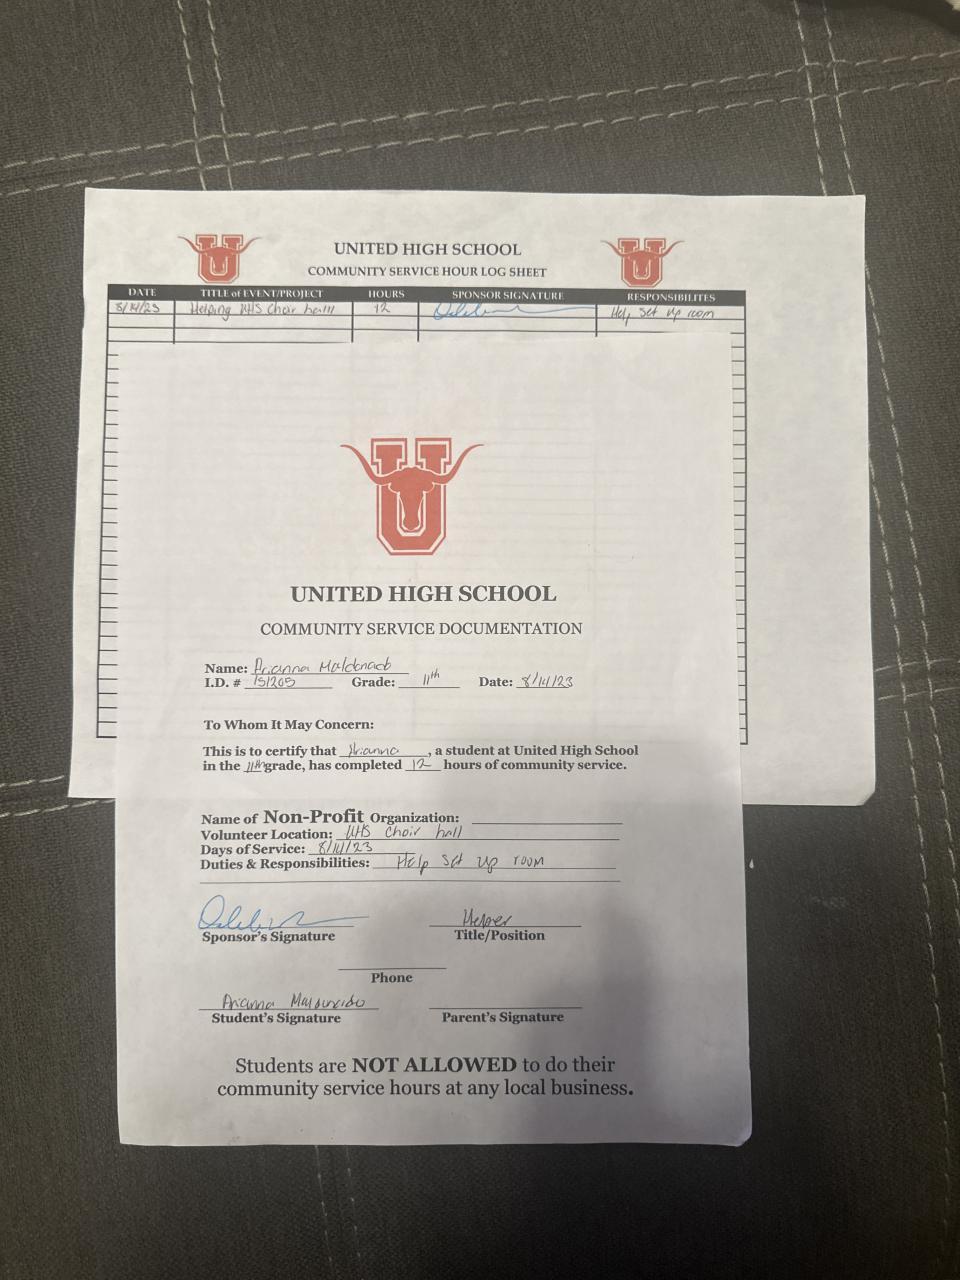 UNITED HIGH SCHOOL
COMMUNITY SERVICE HOUR LOG SHEET
DATE TITLE of EVENT/PROJECT HOURS SPONSOR SIGNATURE RESPONSIBILITES
8/14/23 Helping UHS Choir hall 12 Help Set up room
U
UNITED HIGH SCHOOL
COMMUNITY SERVICE DOCUMENTATION
Name: Arianna Maldonado
I.D. # 151205 Grade: 11th Date: 8/14/23
To Whom It May Concern:
This is to certify that Arianna, a student at United High School
in the 11th grade, has completed 12 hours of community service.
Name of Non-Profit Organization:
Volunteer Location: UHS Choir hall
Days of Service: 8/14/23
Duties & Responsibilities: Help Set up room
Helper
Sponsor's Signature Title/Position
Phone
Arianna Maldonado
Student's Signature Parent's Signature
Students are NOT ALLOWED to do their
community service hours at any local business.